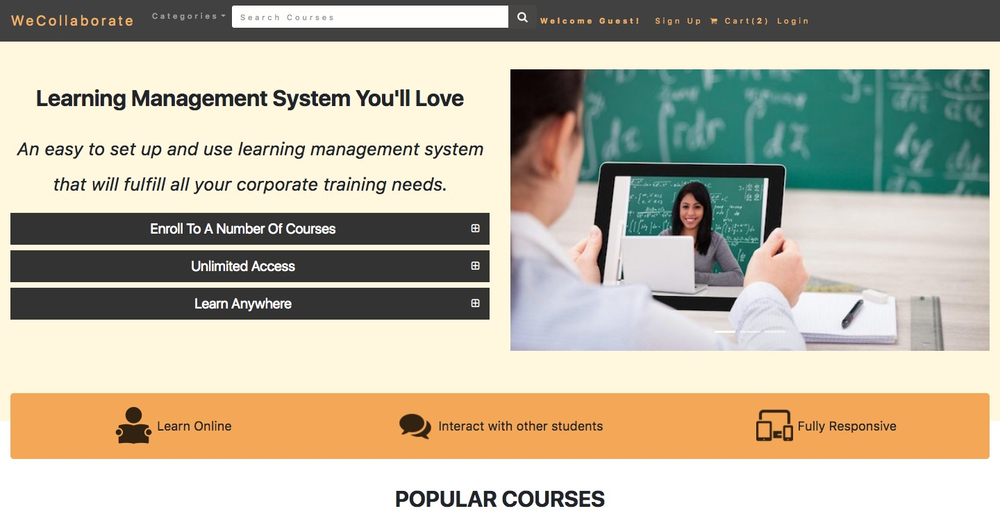 WeCollaborate
Categories
Search Courses
Welcome Guest! Sign Up Cart(2) Login
Learning Management System You'll Love
An easy to set up and use learning management system
that will fulfill all your corporate training needs.
Enroll To A Number Of Courses
Unlimited Access
Learn Anywhere
Learn Online
Interact with other students
Fully Responsive
POPULAR COURSES